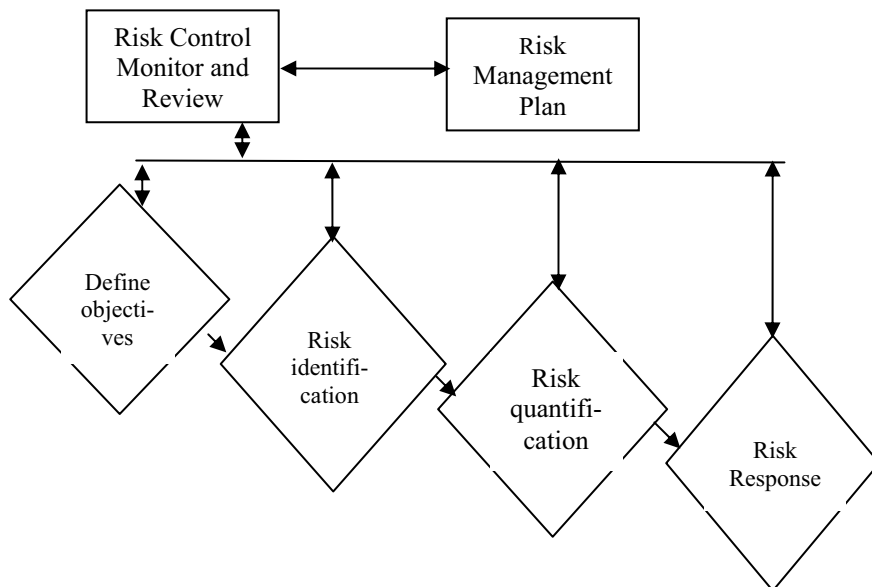 Risk Control
Monitor and
Review
Risk
Management
Plan
Define
objecti-
ves
Risk
identifi-
cation
Risk
quantifi-
cation
Risk
Response